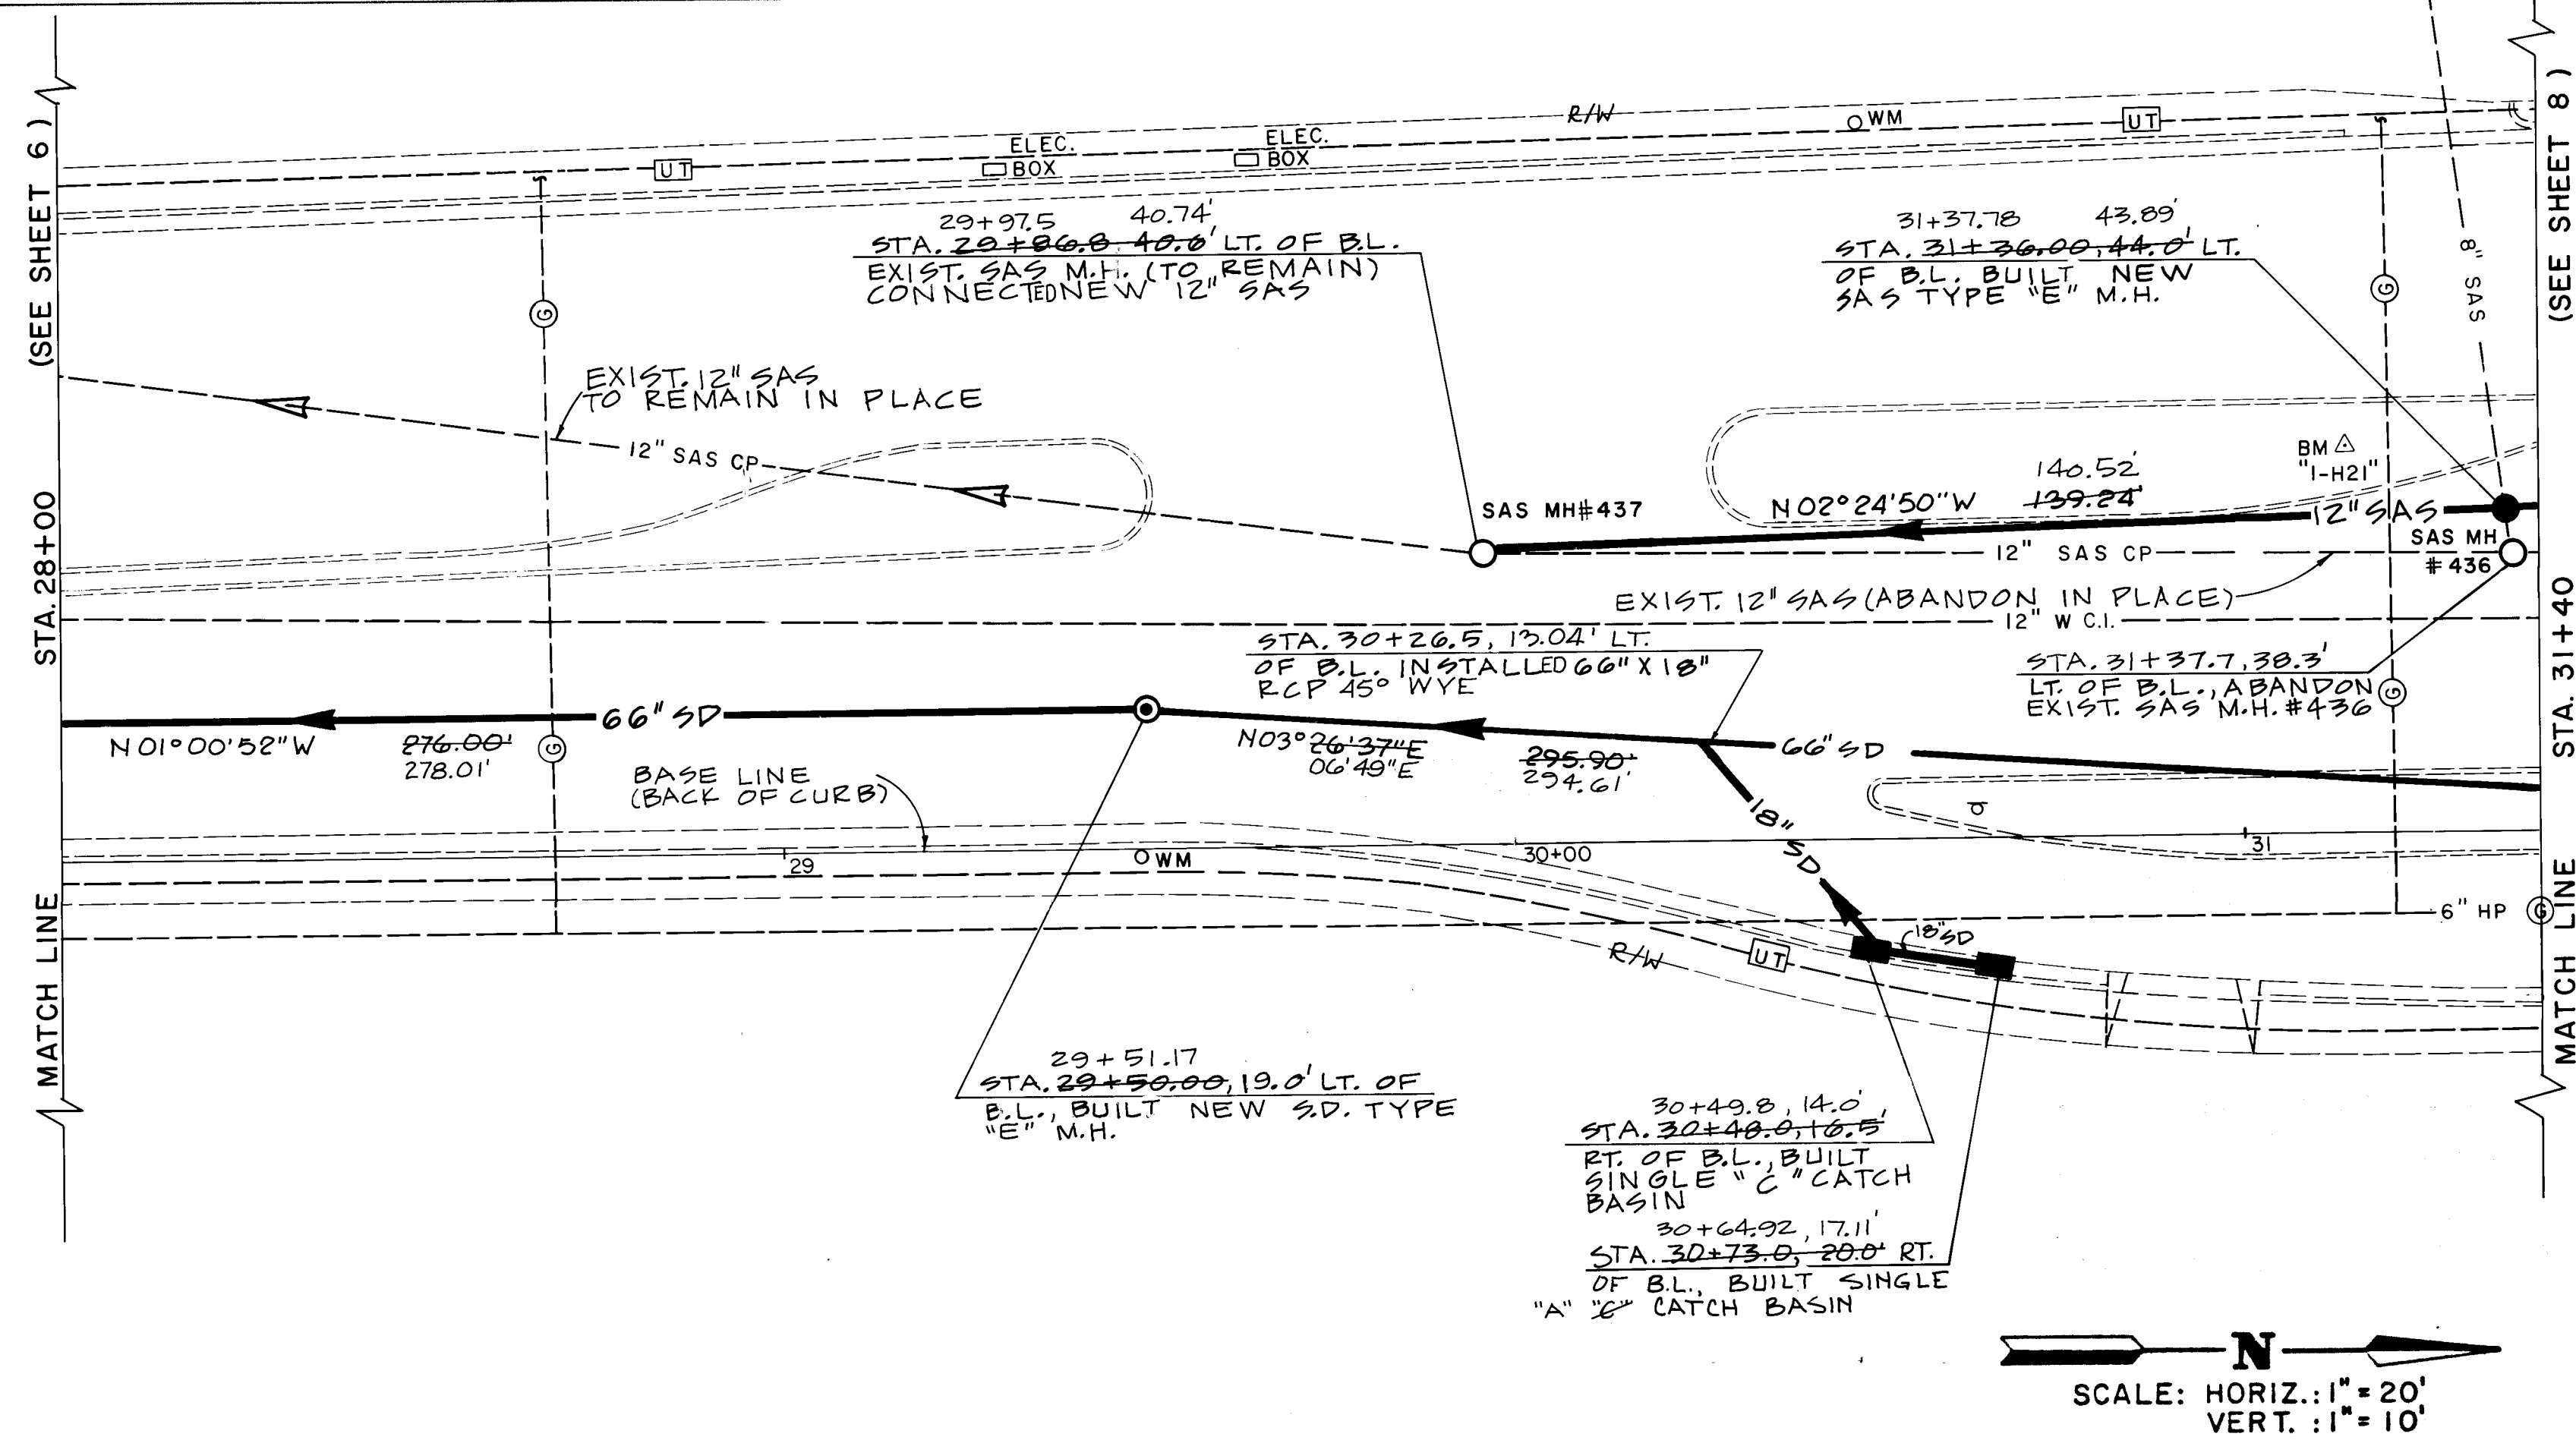 R/W
ELEC.
BOX
ELEC.
BOX
WM
UT
UT
29+97.5 40.74'
STA. 29+86.8 40.6' LT. OF B.L.
EXIST. SAS M.H. (TO REMAIN)
CONNECTED NEW 12" SAS
31+37.78 43.89'
STA. 31+36.00, 44.0' LT.
OF B.L. BUILT NEW
SAS TYPE "E" M.H.
(SEE SHEET 6)
STA. 28+00
MATCH LINE
(SEE SHEET 8)
STA. 31+40
MATCH LINE
G
G
8" SAS
EXIST. 12" SAS
TO REMAIN IN PLACE
12" SAS CP
BM
"1-H21"
140.52'
SAS MH#437
N02°24'50"W 139.24'
12" SAS
SAS MH
#436
12" SAS CP
EXIST. 12" SAS (ABANDON IN PLACE)
12" W C.I.
STA. 30+26.5, 13.04' LT.
OF B.L. INSTALLED 66" X 18"
RCP 45° WYE
STA. 31+37.7, 38.3'
LT. OF B.L., ABANDON
EXIST. SAS M.H. #436
G
66" SD
N01°00'52"W 276.00'
278.01'
G
N03°26'37"E
06'49"E
295.90'
294.61'
66" SD
BASE LINE
(BACK OF CURB)
18" SD
29
WM
30+00
31
6" HP G
18" SD
R/W
UT
29+51.17
STA. 29+50.00, 19.0' LT. OF
B.L., BUILT NEW S.D. TYPE
"E" M.H.
30+49.8, 14.0'
STA. 30+48.0, 16.5'
RT. OF B.L., BUILT
SINGLE "C" CATCH
BASIN
30+64.92, 17.11'
STA. 30+73.0, 20.0' RT.
OF B.L., BUILT SINGLE
"A" "C" CATCH BASIN
N
SCALE: HORIZ.: 1" = 20'
VERT. : 1" = 10'